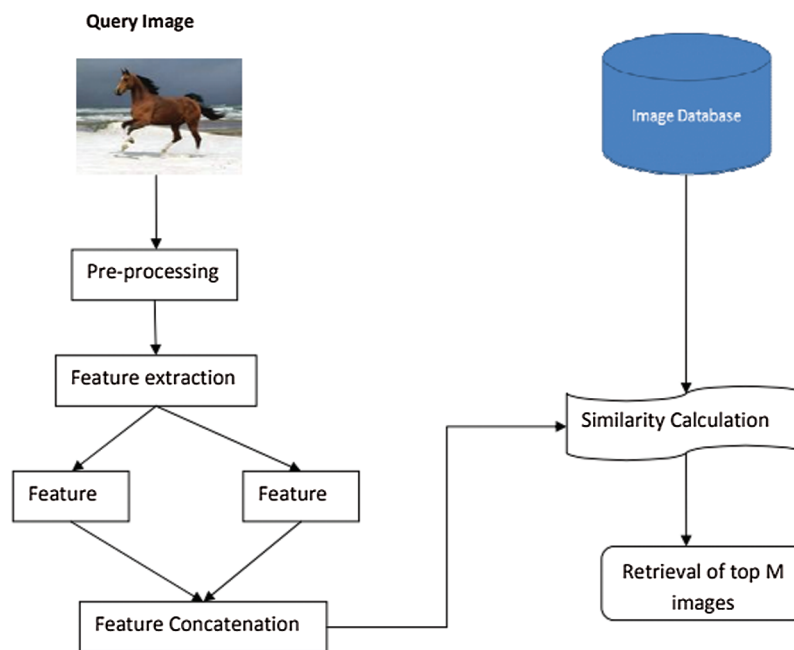 Query Image
Image Database
Pre-processing
Feature extraction
Similarity Calculation
Feature
Feature
Retrieval of top M
images
Feature Concatenation